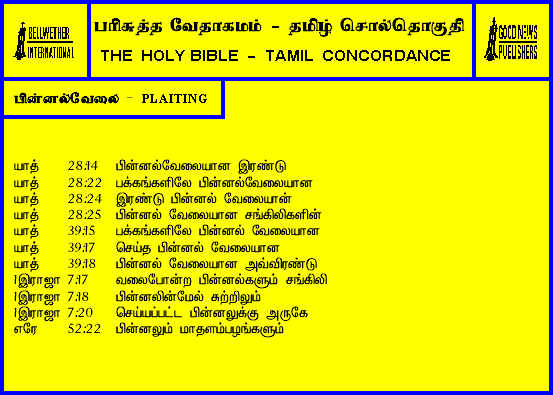 BELLWETHER
INTERNATIONAL
பரிசுத்த வேதாகமம் - தமிழ் சொல்தொகுதி
THE HOLY BIBLE - TAMIL CONCORDANCE
GOOD NEWS
PUBLISHERS
பின்னல்வேலை - PLAITING
யாத் 28:14 பின்னல்வேலையான இரண்டு
யாத் 28:22 பக்கங்களிலே பின்னல்வேலையான
யாத் 28:24 இரண்டு பின்னல் வேலையான்
யாத் 28:25 பின்னல் வேலையான சங்கிலிகளின்
யாத் 39:15 பக்கங்களிலே பின்னல் வேலையான
யாத் 39:17 செய்த பின்னல் வேலையான
யாத் 39:18 பின்னல் வேலையான அவ்விரண்டு
1இராஜா 7:17 வலைபோன்ற பின்னல்களும் சங்கிலி
1இராஜா 7:18 பின்னலின்மேல் சுற்றிலும்
1இராஜா 7:20 செய்யப்பட்ட பின்னலுக்கு அருகே
எரே 52:22 பின்னலும் மாதளம்பழங்களும்